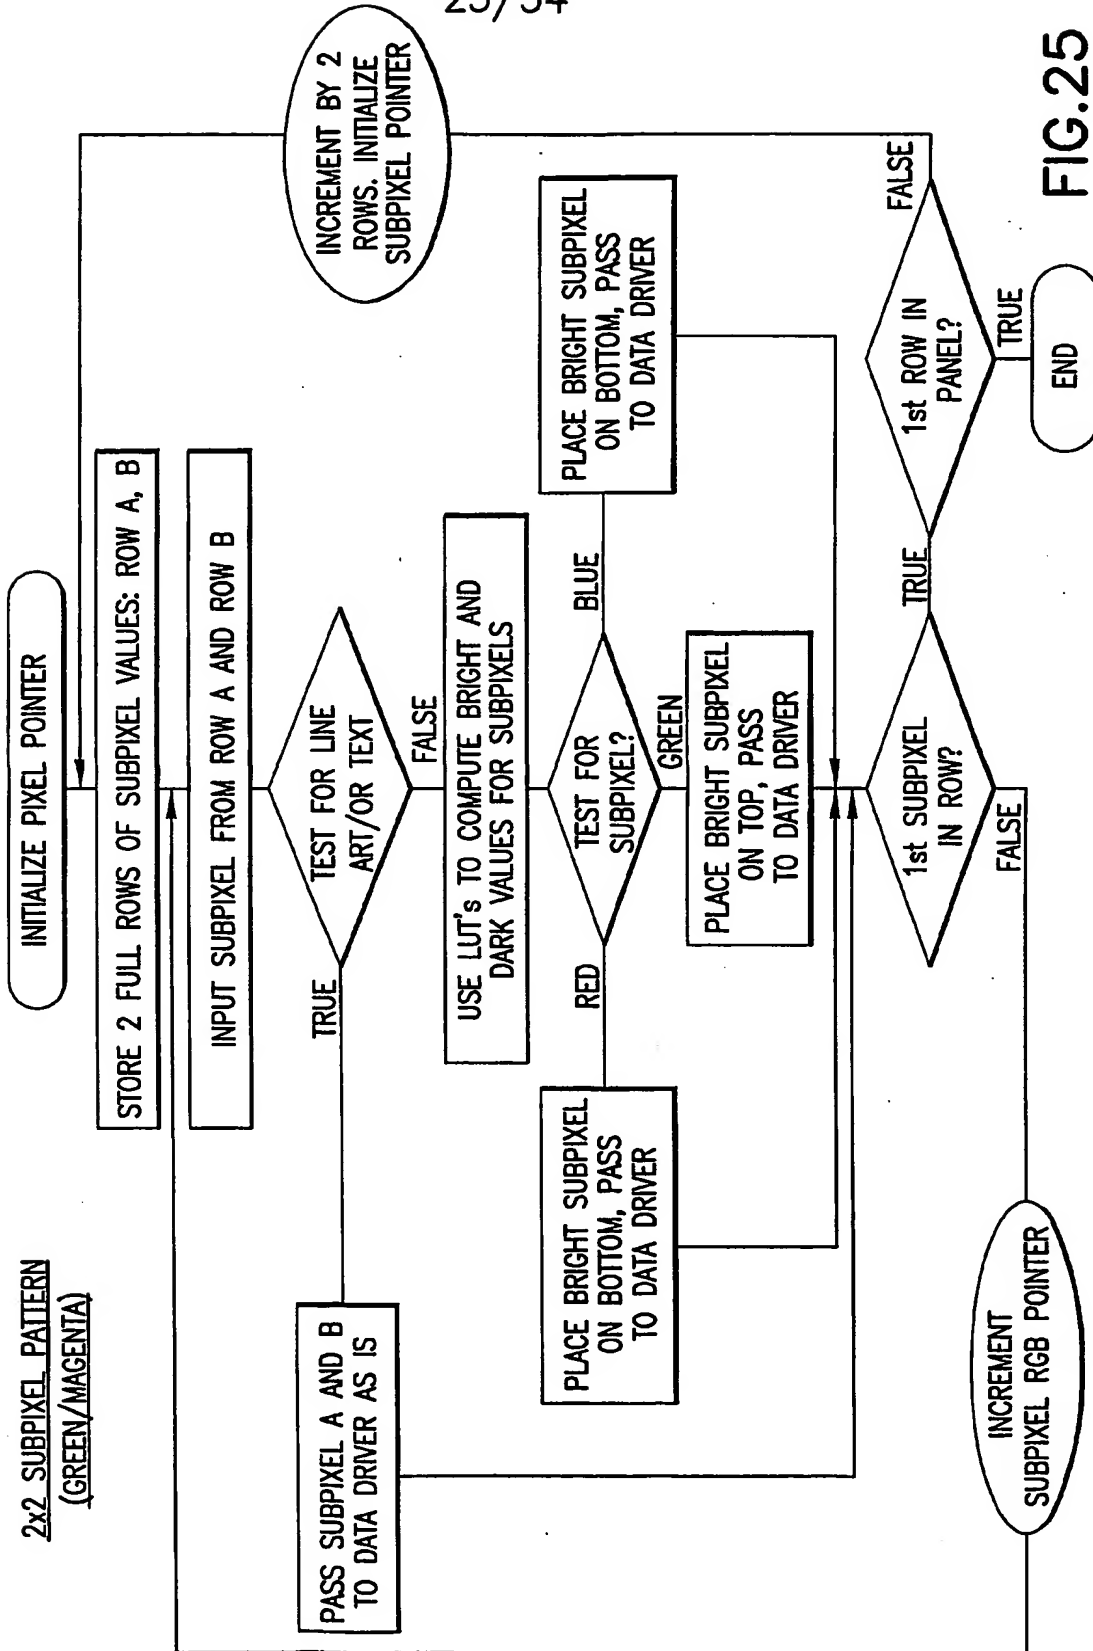 25/34
2x2 SUBPIXEL PATTERN
(GREEN/MAGENTA)
INITIALIZE PIXEL POINTER
STORE 2 FULL ROWS OF SUBPIXEL VALUES: ROW A, B
INPUT SUBPIXEL FROM ROW A AND ROW B
TEST FOR LINE
ART/OR TEXT
TRUE
FALSE
PASS SUBPIXEL A AND B
TO DATA DRIVER AS IS
USE LUT's TO COMPUTE BRIGHT AND
DARK VALUES FOR SUBPIXELS
TEST FOR
SUBPIXEL?
RED
GREEN
BLUE
PLACE BRIGHT SUBPIXEL
ON BOTTOM, PASS
TO DATA DRIVER
PLACE BRIGHT SUBPIXEL
ON TOP, PASS
TO DATA DRIVER
PLACE BRIGHT SUBPIXEL
ON BOTTOM, PASS
TO DATA DRIVER
1st SUBPIXEL
IN ROW?
FALSE
TRUE
INCREMENT
SUBPIXEL RGB POINTER
1st ROW IN
PANEL?
FALSE
TRUE
INCREMENT BY 2
ROWS. INITIALIZE
SUBPIXEL POINTER
END
FIG.25